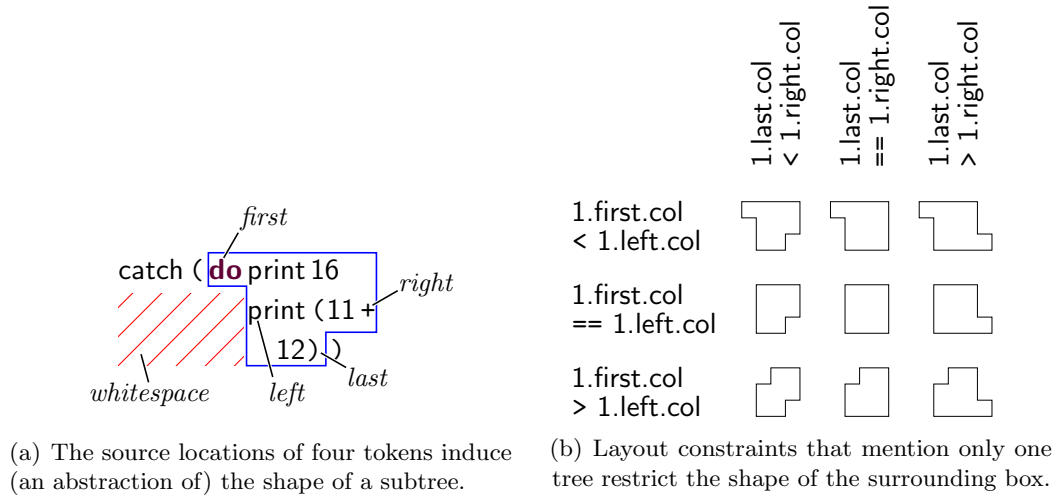 first
catch ( do print 16
right
print (11 +
12) )
last
whitespace
left
(a) The source locations of four tokens induce
(an abstraction of) the shape of a subtree.
1.last.col
< 1.right.col
1.last.col
== 1.right.col
1.last.col
> 1.right.col
1.first.col
< 1.left.col
1.first.col
== 1.left.col
1.first.col
> 1.left.col
(b) Layout constraints that mention only one
tree restrict the shape of the surrounding box.